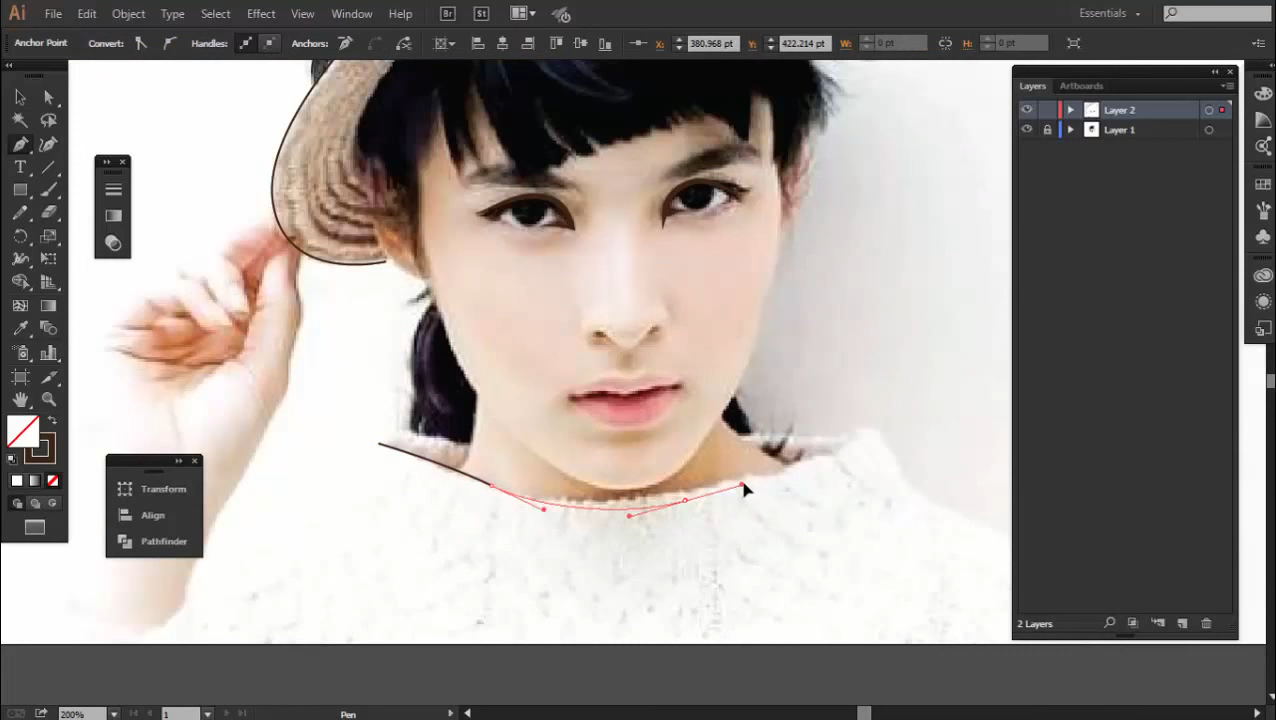 Ai File Edit Object Type Select Effect View Window Help Br St Essentials
Anchor Point Convert: Handles: Anchors: X: 380.968 pt Y: 422.214 pt W: 0 pt H: 0 pt
Layers Artboards
Layer 2
Layer 1
Transform
Align
Pathfinder
2 Layers
200% 1 Pen